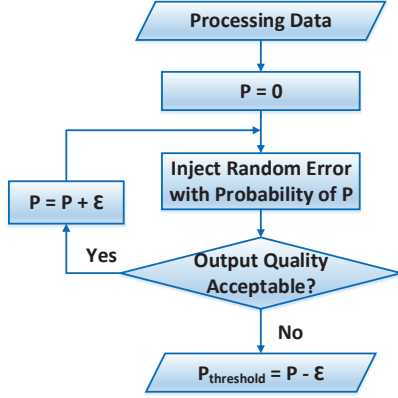 Processing Data
P = 0
Inject Random Error
with Probability of P
P = P + Ɛ
Yes
Output Quality
Acceptable?
No
Pthreshold = P - Ɛ